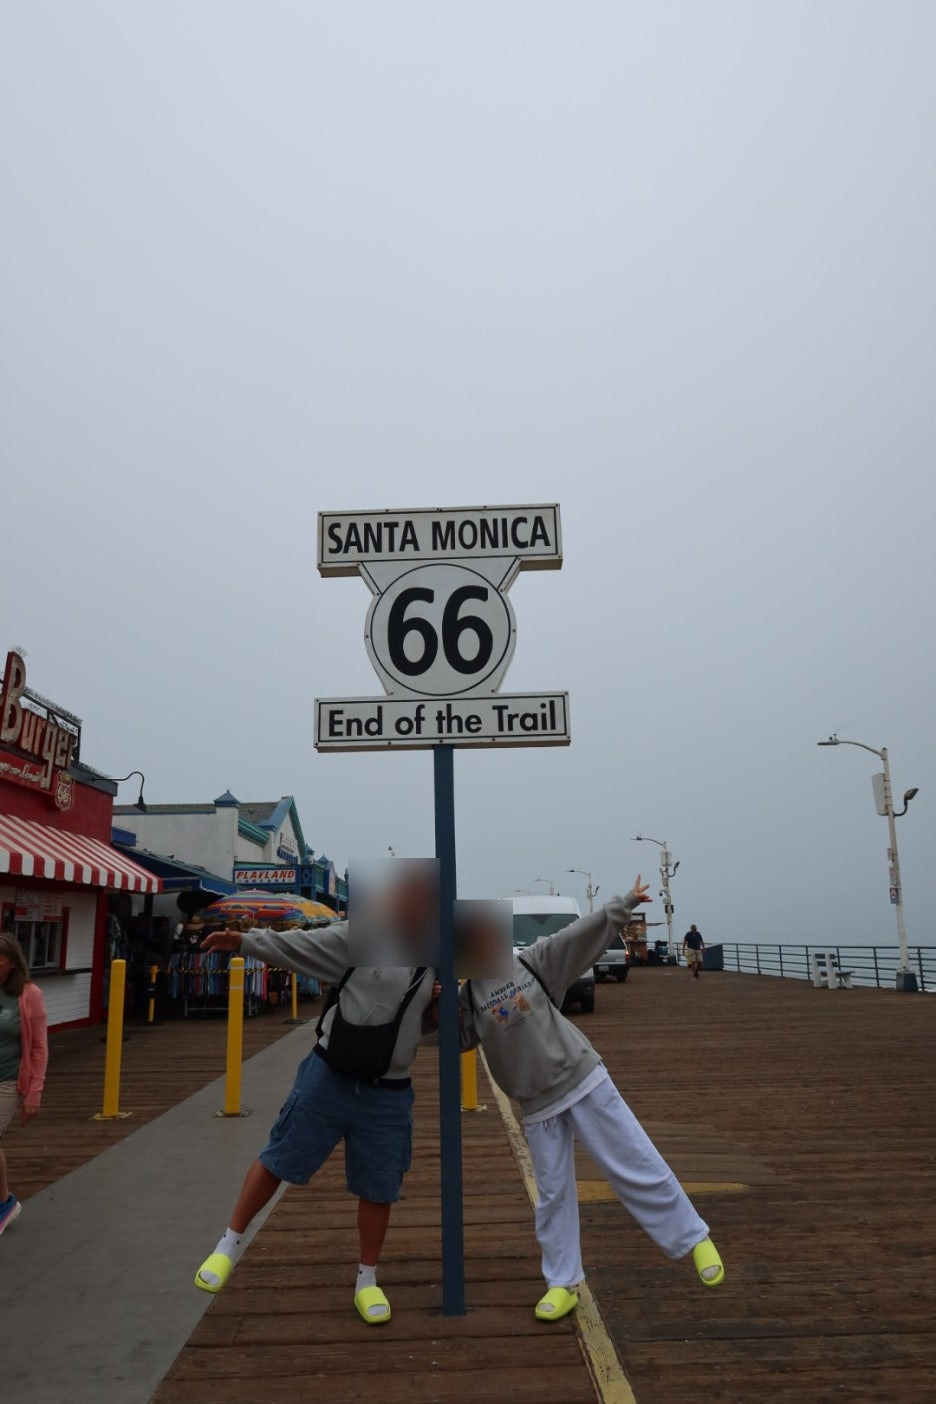 SANTA MONICA
66
End of the Trail
Burger
PLAYLAND